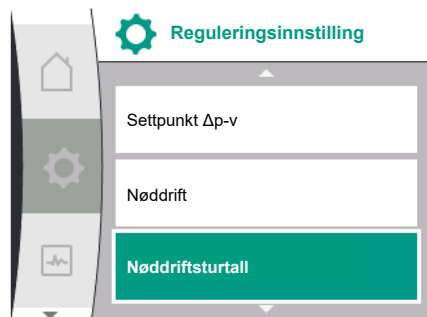 Reguleringsinnstilling
Settpunkt Δp-v
Nøddrift
Nøddriftsturtall